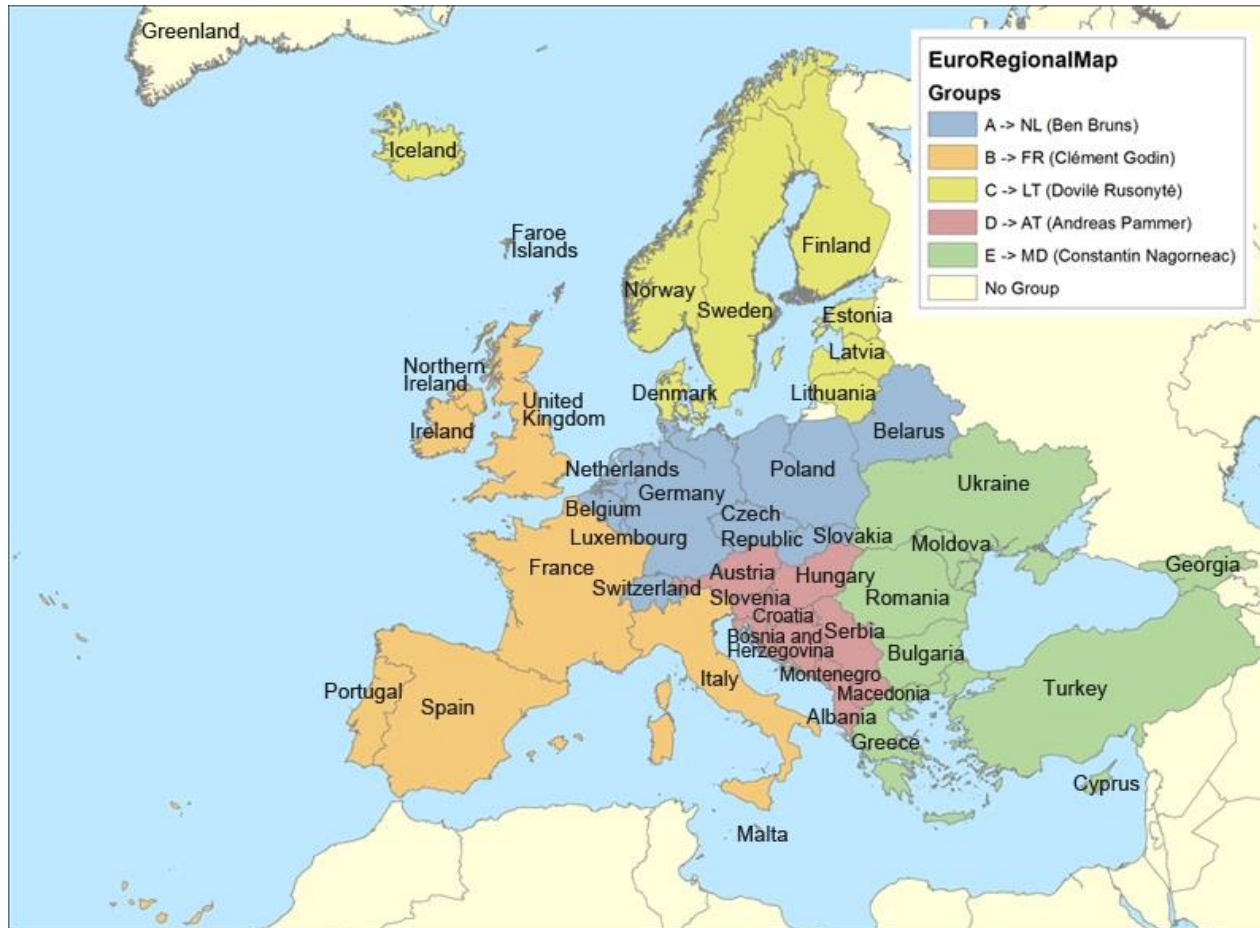 Greenland
EuroRegionalMap
Groups
A -> NL (Ben Bruns)
B -> FR (Clément Godin)
C -> LT (Dovilė Rusonytė)
D -> AT (Andreas Pammer)
E -> MD (Constantin Nagorneac)
No Group
Iceland
Faroe
Islands
Finland
Norway
Sweden
Estonia
Latvia
Lithuania
Northern
Ireland
Denmark
United
Kingdom
Ireland
Belarus
Netherlands
Poland
Germany
Ukraine
Belgium
Czech
Republic
Luxembourg
Slovakia
Moldova
France
Georgia
Austria
Hungary
Switzerland
Slovenia
Romania
Croatia
Serbia
Bosnia and
Herzegovina
Bulgaria
Italy
Montenegro
Portugal
Spain
Turkey
Macedonia
Albania
Greece
Cyprus
Malta